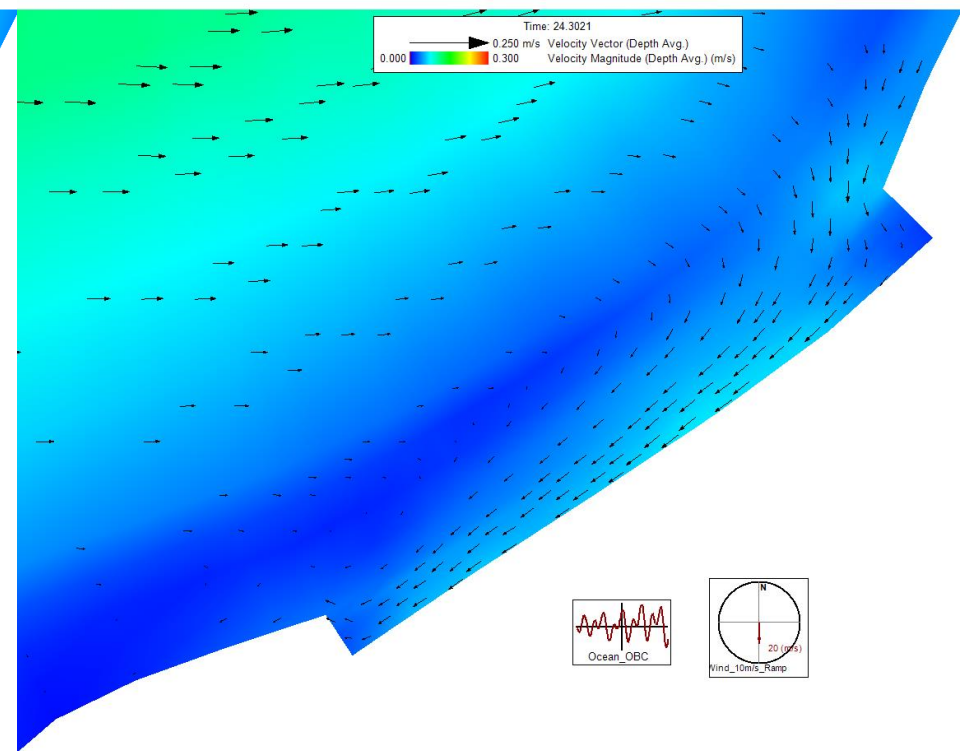 Time: 24.3021
0.250 m/s Velocity Vector (Depth Avg.)
0.000 0.300 Velocity Magnitude (Depth Avg.) (m/s)
Ocean_OBC
N
20 (m/s)
Wind_10m/s_Ramp